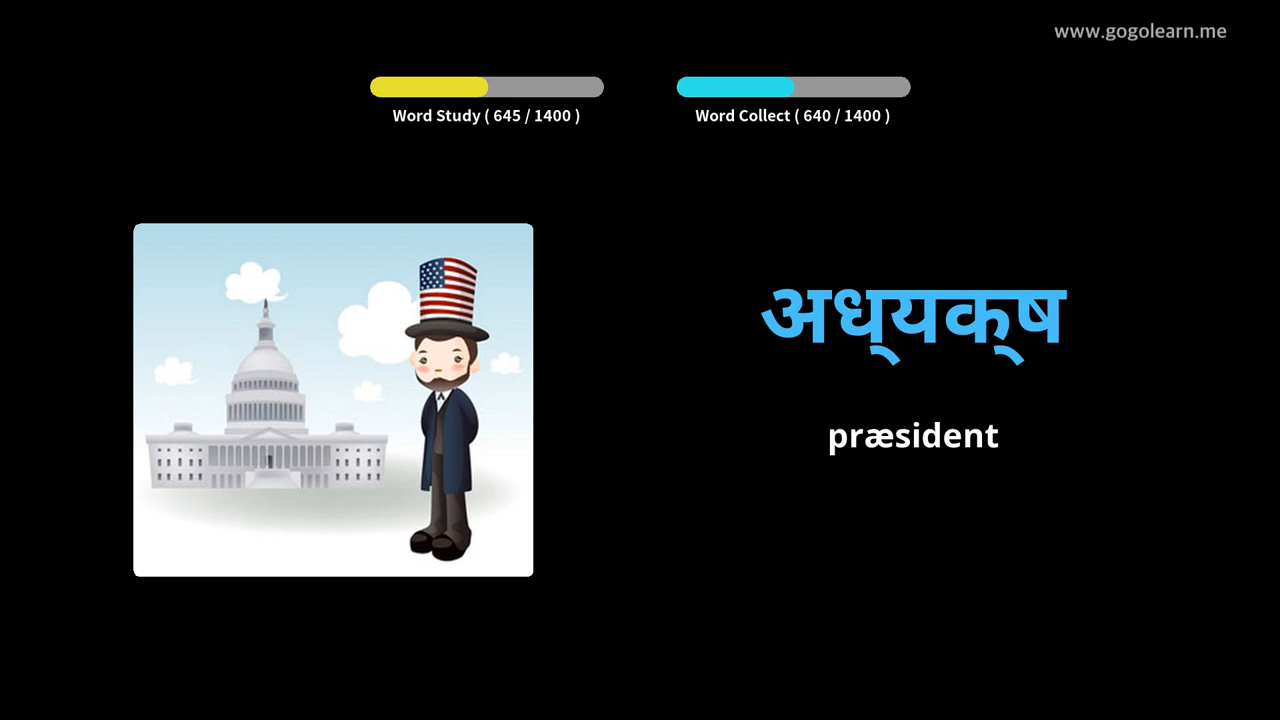 www.gogolearn.me
Word Study ( 645 / 1400 )
Word Collect ( 640 / 1400 )
अध्यक्ष
præsident